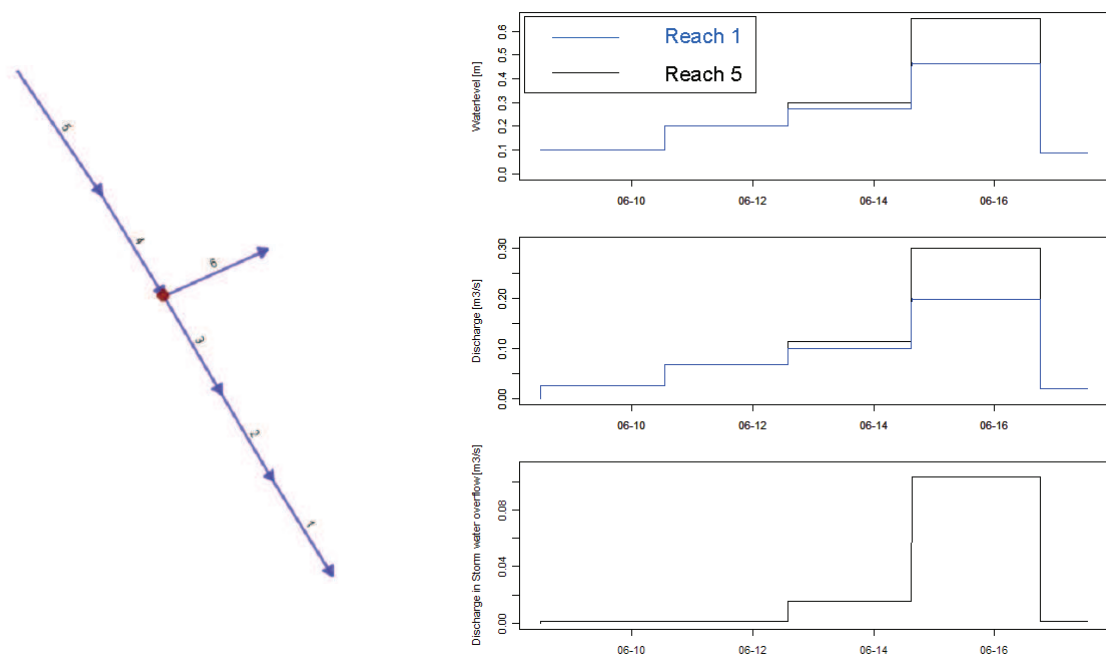 5
4
6
3
2
1
Reach 1
Reach 5
Waterlevel [m]
0.0 0.1 0.2 0.3 0.4 0.5 0.6
06-10 06-12 06-14 06-16
Discharge [m3/s]
0.00 0.10 0.20 0.30
06-10 06-12 06-14 06-16
Discharge in Storm water overflow [m3/s]
0.00 0.04 0.08
06-10 06-12 06-14 06-16